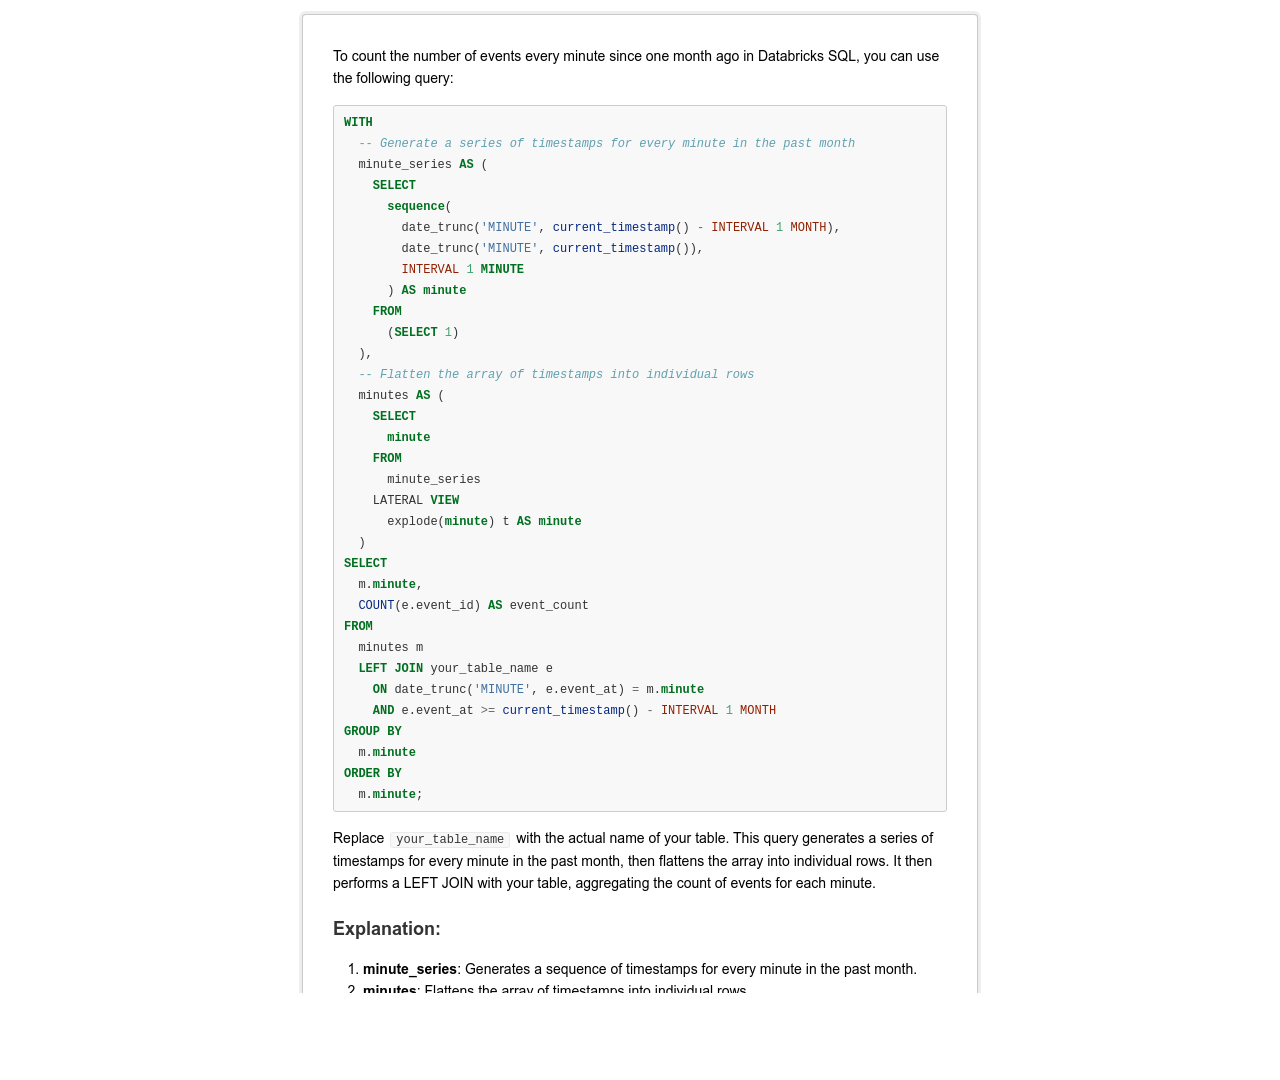 To count the number of events every minute since one month ago in Databricks SQL, you can use
the following query:
WITH
  -- Generate a series of timestamps for every minute in the past month
  minute_series AS (
    SELECT
      sequence(
        date_trunc('MINUTE', current_timestamp() - INTERVAL 1 MONTH),
        date_trunc('MINUTE', current_timestamp()),
        INTERVAL 1 MINUTE
      ) AS minute
    FROM
      (SELECT 1)
  ),
  -- Flatten the array of timestamps into individual rows
  minutes AS (
    SELECT
      minute
    FROM
      minute_series
    LATERAL VIEW
      explode(minute) t AS minute
  )
SELECT
  m.minute,
  COUNT(e.event_id) AS event_count
FROM
  minutes m
  LEFT JOIN your_table_name e
    ON date_trunc('MINUTE', e.event_at) = m.minute
    AND e.event_at >= current_timestamp() - INTERVAL 1 MONTH
GROUP BY
  m.minute
ORDER BY
  m.minute;
Replace your_table_name with the actual name of your table. This query generates a series of
timestamps for every minute in the past month, then flattens the array into individual rows. It then
performs a LEFT JOIN with your table, aggregating the count of events for each minute.
Explanation:
1. minute_series: Generates a sequence of timestamps for every minute in the past month.
2. minutes: Flattens the array of timestamps into individual rows.